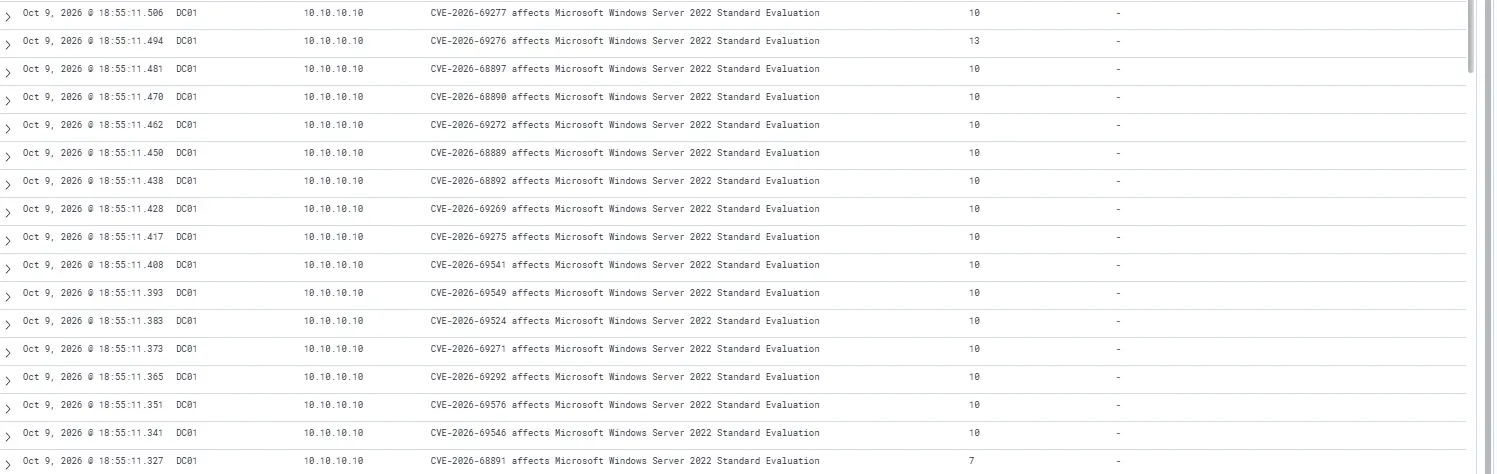 Oct 9, 2026 @ 18:55:11.506 DC01 10.10.10.10 CVE-2026-69277 affects Microsoft Windows Server 2022 Standard Evaluation 10 -
Oct 9, 2026 @ 18:55:11.494 DC01 10.10.10.10 CVE-2026-69276 affects Microsoft Windows Server 2022 Standard Evaluation 13 -
Oct 9, 2026 @ 18:55:11.481 DC01 10.10.10.10 CVE-2026-68897 affects Microsoft Windows Server 2022 Standard Evaluation 10 -
Oct 9, 2026 @ 18:55:11.470 DC01 10.10.10.10 CVE-2026-68890 affects Microsoft Windows Server 2022 Standard Evaluation 10 -
Oct 9, 2026 @ 18:55:11.462 DC01 10.10.10.10 CVE-2026-69272 affects Microsoft Windows Server 2022 Standard Evaluation 10 -
Oct 9, 2026 @ 18:55:11.450 DC01 10.10.10.10 CVE-2026-68889 affects Microsoft Windows Server 2022 Standard Evaluation 10 -
Oct 9, 2026 @ 18:55:11.438 DC01 10.10.10.10 CVE-2026-68892 affects Microsoft Windows Server 2022 Standard Evaluation 10 -
Oct 9, 2026 @ 18:55:11.428 DC01 10.10.10.10 CVE-2026-69269 affects Microsoft Windows Server 2022 Standard Evaluation 10 -
Oct 9, 2026 @ 18:55:11.417 DC01 10.10.10.10 CVE-2026-69275 affects Microsoft Windows Server 2022 Standard Evaluation 10 -
Oct 9, 2026 @ 18:55:11.408 DC01 10.10.10.10 CVE-2026-69541 affects Microsoft Windows Server 2022 Standard Evaluation 10 -
Oct 9, 2026 @ 18:55:11.393 DC01 10.10.10.10 CVE-2026-69549 affects Microsoft Windows Server 2022 Standard Evaluation 10 -
Oct 9, 2026 @ 18:55:11.383 DC01 10.10.10.10 CVE-2026-69524 affects Microsoft Windows Server 2022 Standard Evaluation 10 -
Oct 9, 2026 @ 18:55:11.373 DC01 10.10.10.10 CVE-2026-69271 affects Microsoft Windows Server 2022 Standard Evaluation 10 -
Oct 9, 2026 @ 18:55:11.365 DC01 10.10.10.10 CVE-2026-69292 affects Microsoft Windows Server 2022 Standard Evaluation 10 -
Oct 9, 2026 @ 18:55:11.351 DC01 10.10.10.10 CVE-2026-69576 affects Microsoft Windows Server 2022 Standard Evaluation 10 -
Oct 9, 2026 @ 18:55:11.341 DC01 10.10.10.10 CVE-2026-69546 affects Microsoft Windows Server 2022 Standard Evaluation 10 -
Oct 9, 2026 @ 18:55:11.327 DC01 10.10.10.10 CVE-2026-68891 affects Microsoft Windows Server 2022 Standard Evaluation 7 -